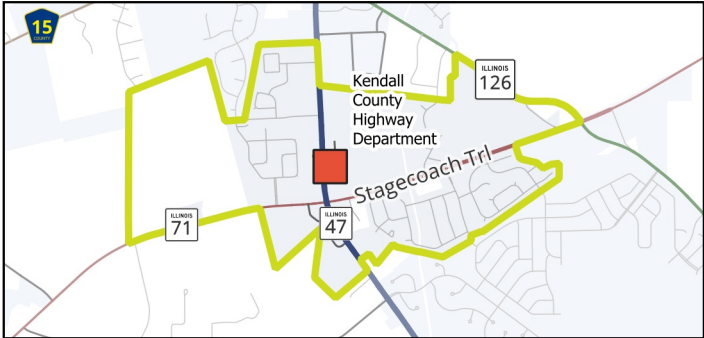 15
COUNTY
ILLINOIS
126
Kendall
County
Highway
Department
Stagecoach Trl
ILLINOIS
71
ILLINOIS
47